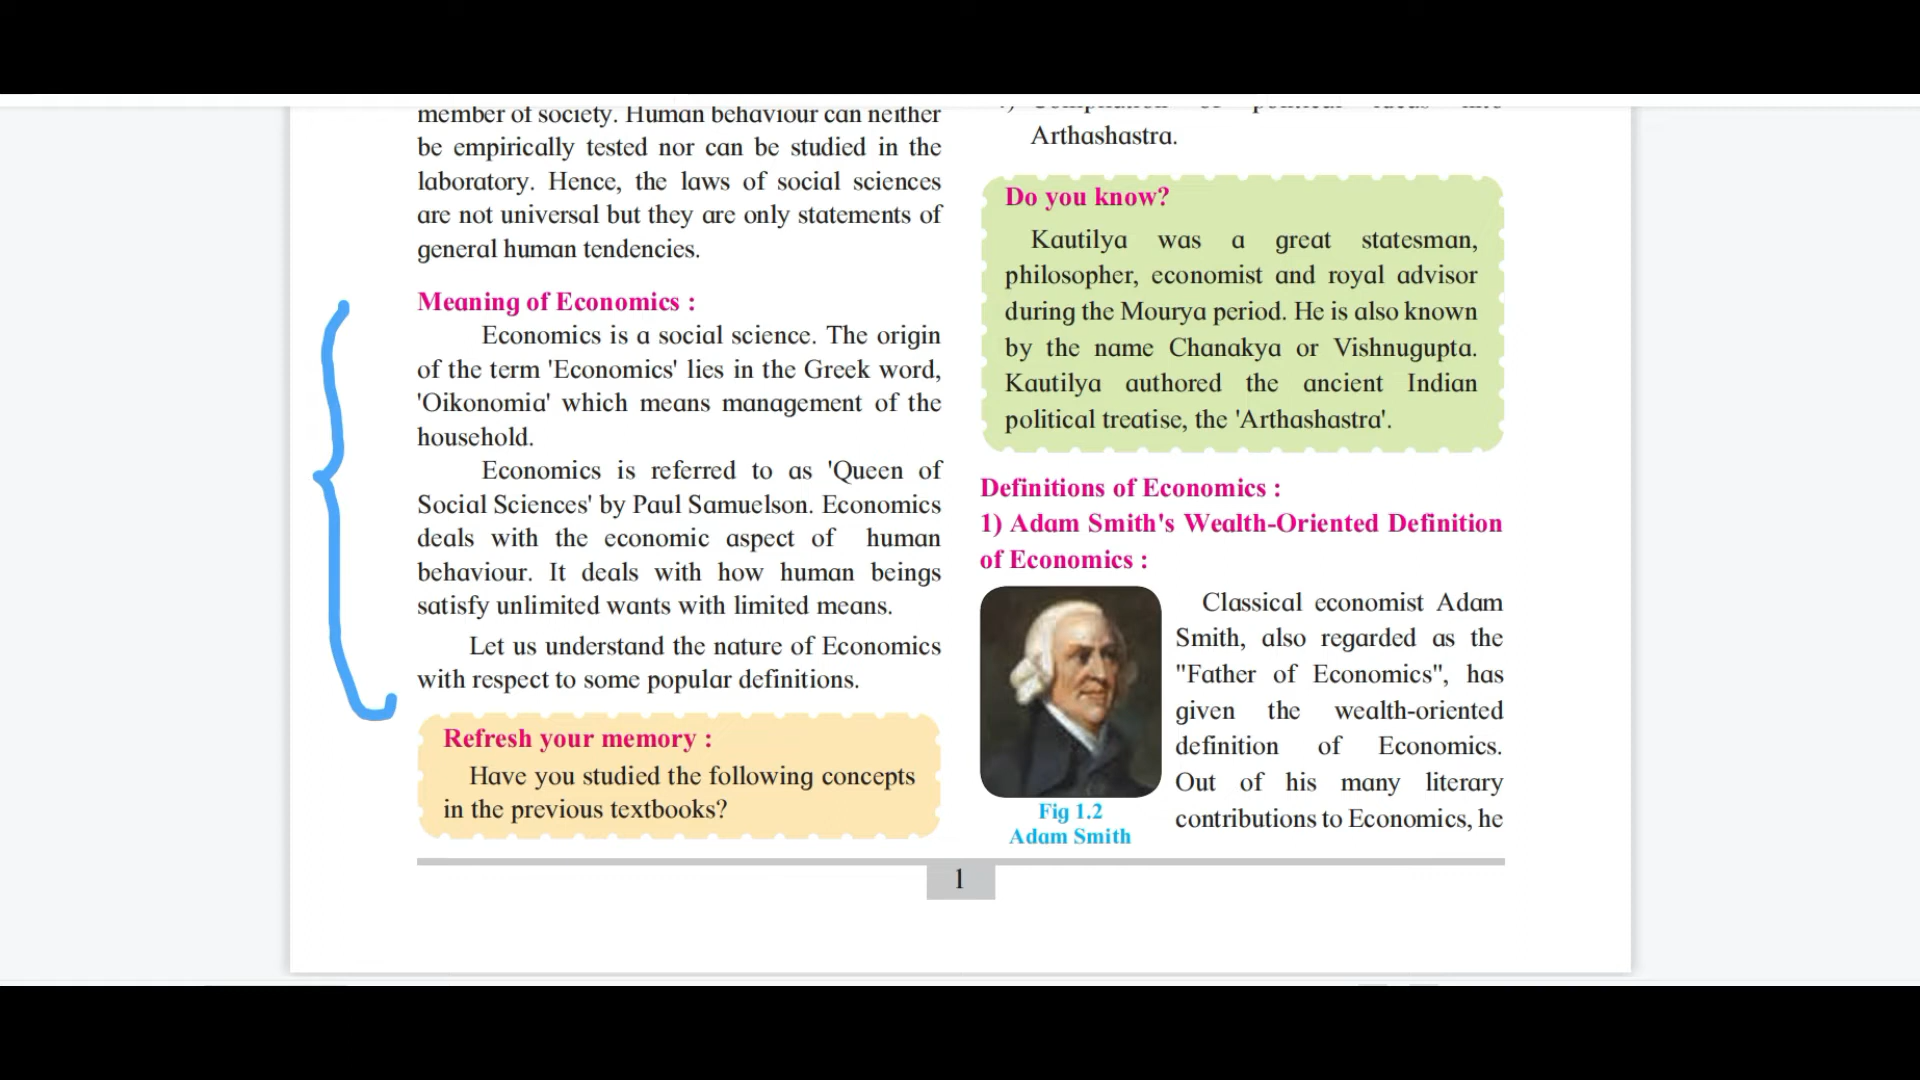 member of society. Human behaviour can neither
be empirically tested nor can be studied in the
laboratory. Hence, the laws of social sciences
are not universal but they are only statements of
general human tendencies.
Meaning of Economics :
Economics is a social science. The origin
of the term 'Economics' lies in the Greek word,
'Oikonomia' which means management of the
household.
Economics is referred to as 'Queen of
Social Sciences' by Paul Samuelson. Economics
deals with the economic aspect of human
behaviour. It deals with how human beings
satisfy unlimited wants with limited means.
Let us understand the nature of Economics
with respect to some popular definitions.
Refresh your memory :
Have you studied the following concepts
in the previous textbooks?
Compilation of political ideas into
Arthashastra.
Do you know?
Kautilya was a great statesman,
philosopher, economist and royal advisor
during the Mourya period. He is also known
by the name Chanakya or Vishnugupta.
Kautilya authored the ancient Indian
political treatise, the 'Arthashastra'.
Definitions of Economics :
1) Adam Smith's Wealth-Oriented Definition
of Economics :
Classical economist Adam
Smith, also regarded as the
"Father of Economics", has
given the wealth-oriented
definition of Economics.
Out of his many literary
contributions to Economics, he
Fig 1.2
Adam Smith
1